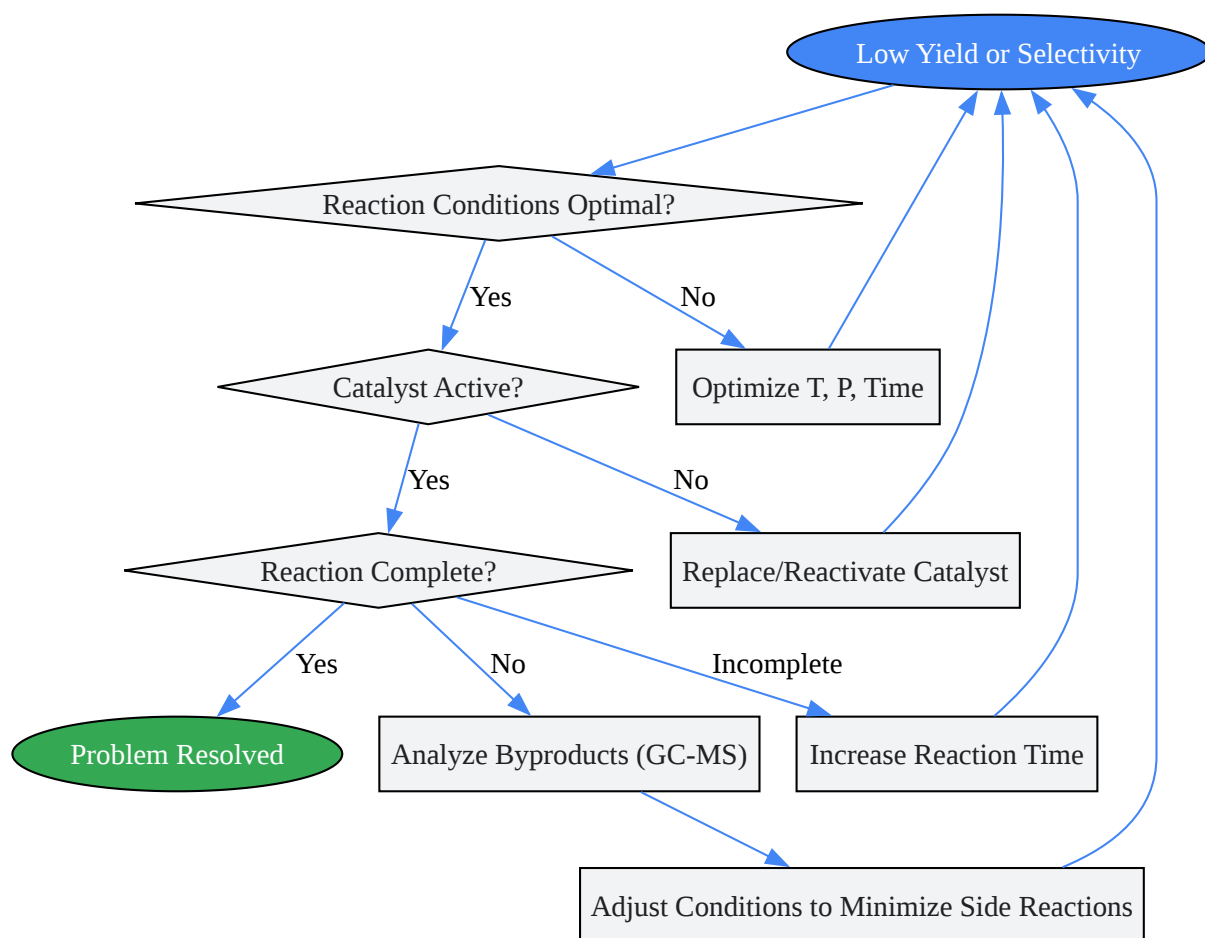 Low Yield or Selectivity
Reaction Conditions Optimal?
Yes
No
Catalyst Active?
Optimize T, P, Time
Yes
No
Reaction Complete?
Replace/Reactivate Catalyst
Yes
No
Incomplete
Problem Resolved
Analyze Byproducts (GC-MS)
Increase Reaction Time
Adjust Conditions to Minimize Side Reactions